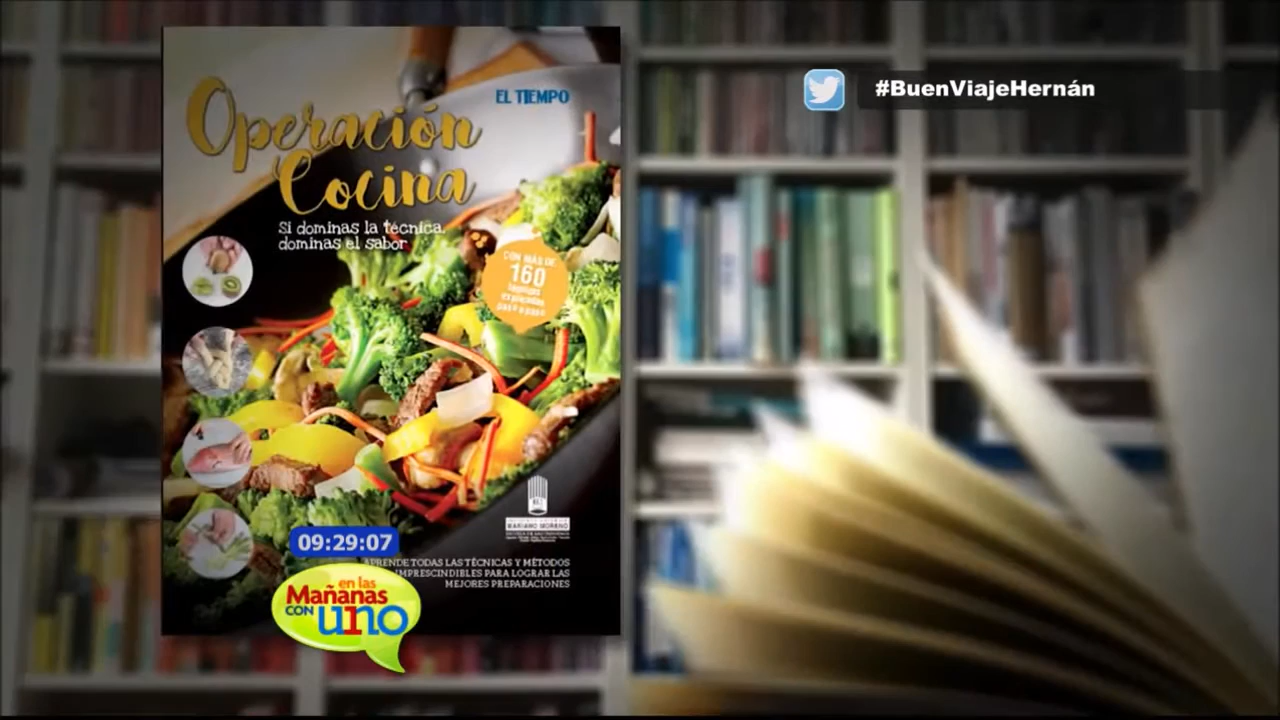 EL TIEMPO
Operación
Cocina
Si dominas la técnica,
dominas el sabor
CON MÁS DE
160
técnicas
explicadas
paso a paso
MARIANO MORENO
APRENDE TODAS LAS TÉCNICAS Y MÉTODOS
IMPRESCINDIBLES PARA LOGRAR LAS
MEJORES PREPARACIONES
#BuenViajeHernán
09:29:07
en las
Mañanas
CON
uno